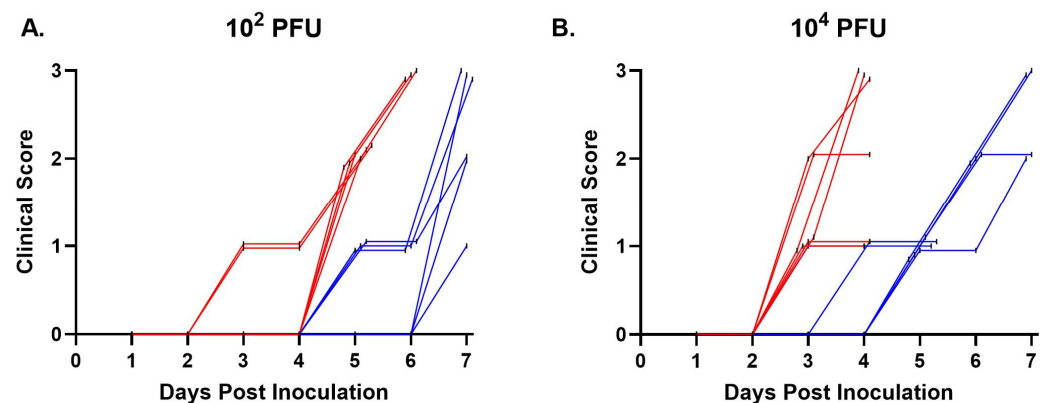 A.
10² PFU
Clinical Score
3
2
1
0
0 1 2 3 4 5 6 7
Days Post Inoculation
B.
10⁴ PFU
Clinical Score
3
2
1
0
0 1 2 3 4 5 6 7
Days Post Inoculation